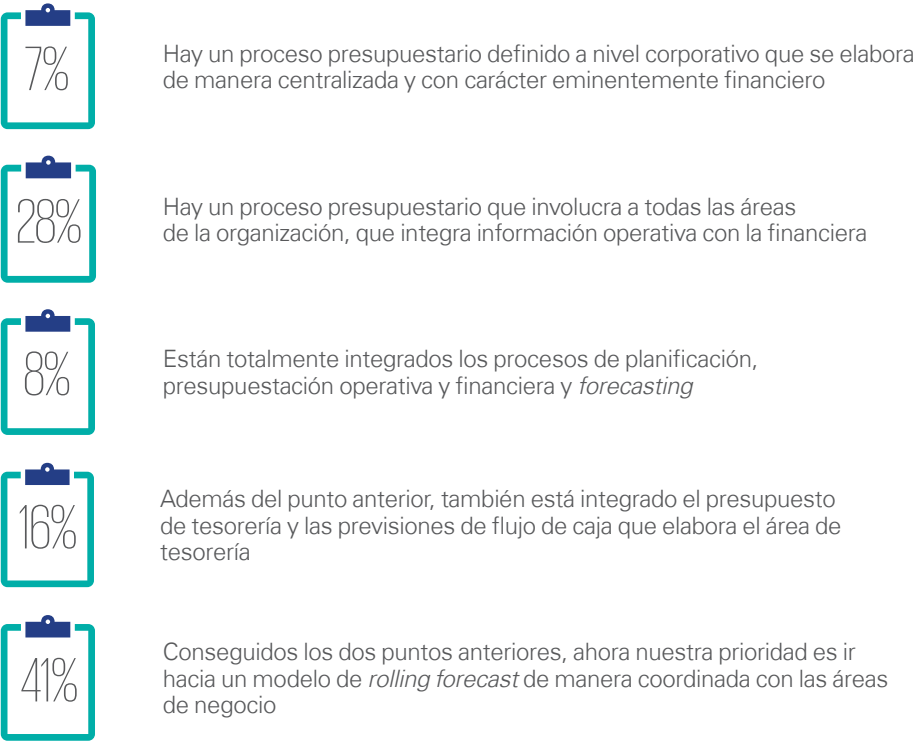 7%
Hay un proceso presupuestario definido a nivel corporativo que se elabora
de manera centralizada y con carácter eminentemente financiero
28%
Hay un proceso presupuestario que involucra a todas las áreas
de la organización, que integra información operativa con la financiera
8%
Están totalmente integrados los procesos de planificación,
presupuestación operativa y financiera y forecasting
16%
Además del punto anterior, también está integrado el presupuesto
de tesorería y las previsiones de flujo de caja que elabora el área de
tesorería
41%
Conseguidos los dos puntos anteriores, ahora nuestra prioridad es ir
hacia un modelo de rolling forecast de manera coordinada con las áreas
de negocio